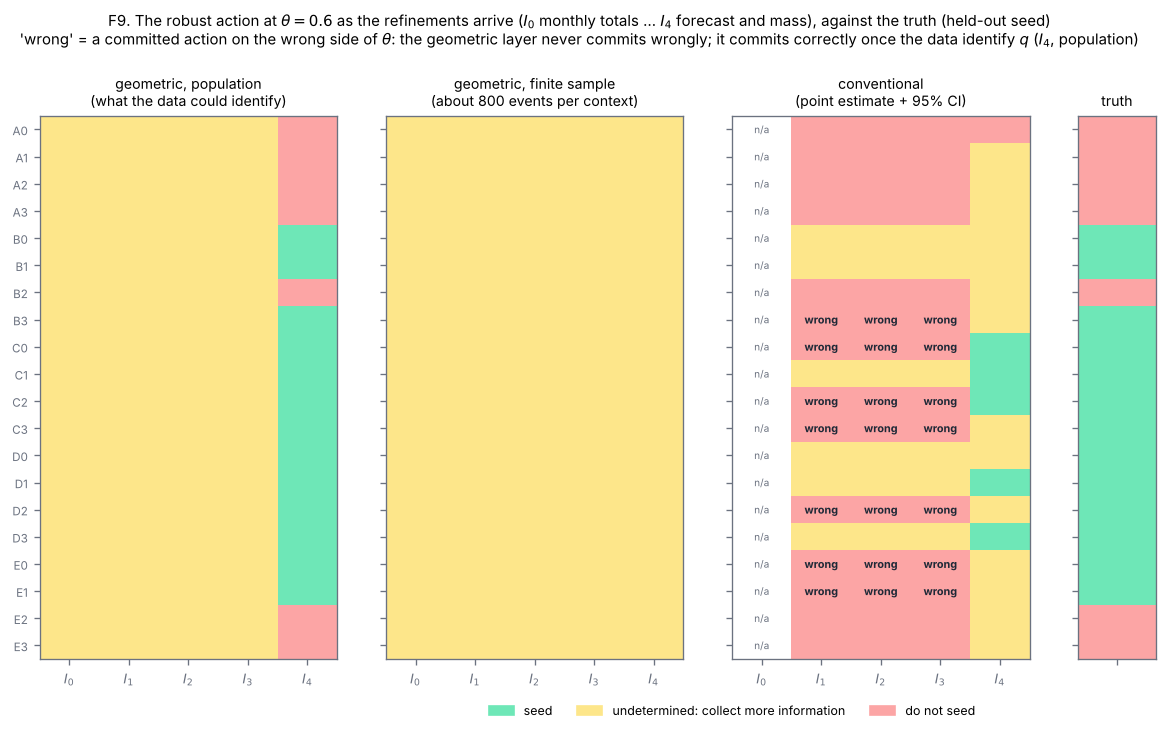 F9. The robust action at θ = 0.6 as the refinements arrive (I₀ monthly totals ... I₄ forecast and mass), against the truth (held-out seed)
'wrong' = a committed action on the wrong side of θ: the geometric layer never commits wrongly; it commits correctly once the data identify q (I₄, population)
geometric, population
(what the data could identify)
geometric, finite sample
(about 800 events per context)
conventional
(point estimate + 95% CI)
truth
A0 n/a
A1 n/a
A2 n/a
A3 n/a
B0 n/a
B1 n/a
B2 n/a
B3 n/a wrong wrong wrong
C0 n/a wrong wrong wrong
C1 n/a
C2 n/a wrong wrong wrong
C3 n/a wrong wrong wrong
D0 n/a
D1 n/a
D2 n/a wrong wrong wrong
D3 n/a
E0 n/a wrong wrong wrong
E1 n/a wrong wrong wrong
E2 n/a
E3 n/a
I₀ I₁ I₂ I₃ I₄ I₀ I₁ I₂ I₃ I₄ I₀ I₁ I₂ I₃ I₄
seed undetermined: collect more information do not seed